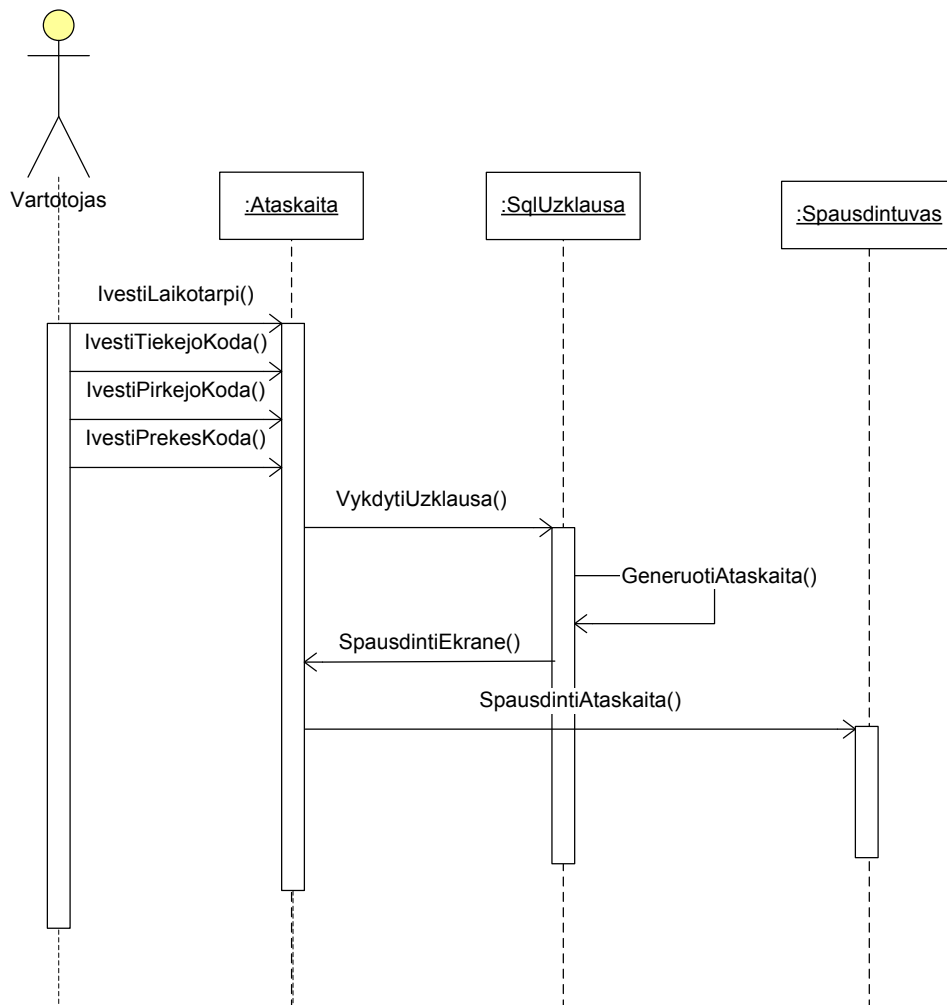 Vartotojas
:Ataskaita
:SqlUzklausa
:Spausdintuvas
IvestiLaikotarpi()
IvestiTiekejoKoda()
IvestiPirkejoKoda()
IvestiPrekesKoda()
VykdytiUzklausa()
GeneruotiAtaskaita()
SpausdintiEkrane()
SpausdintiAtaskaita()